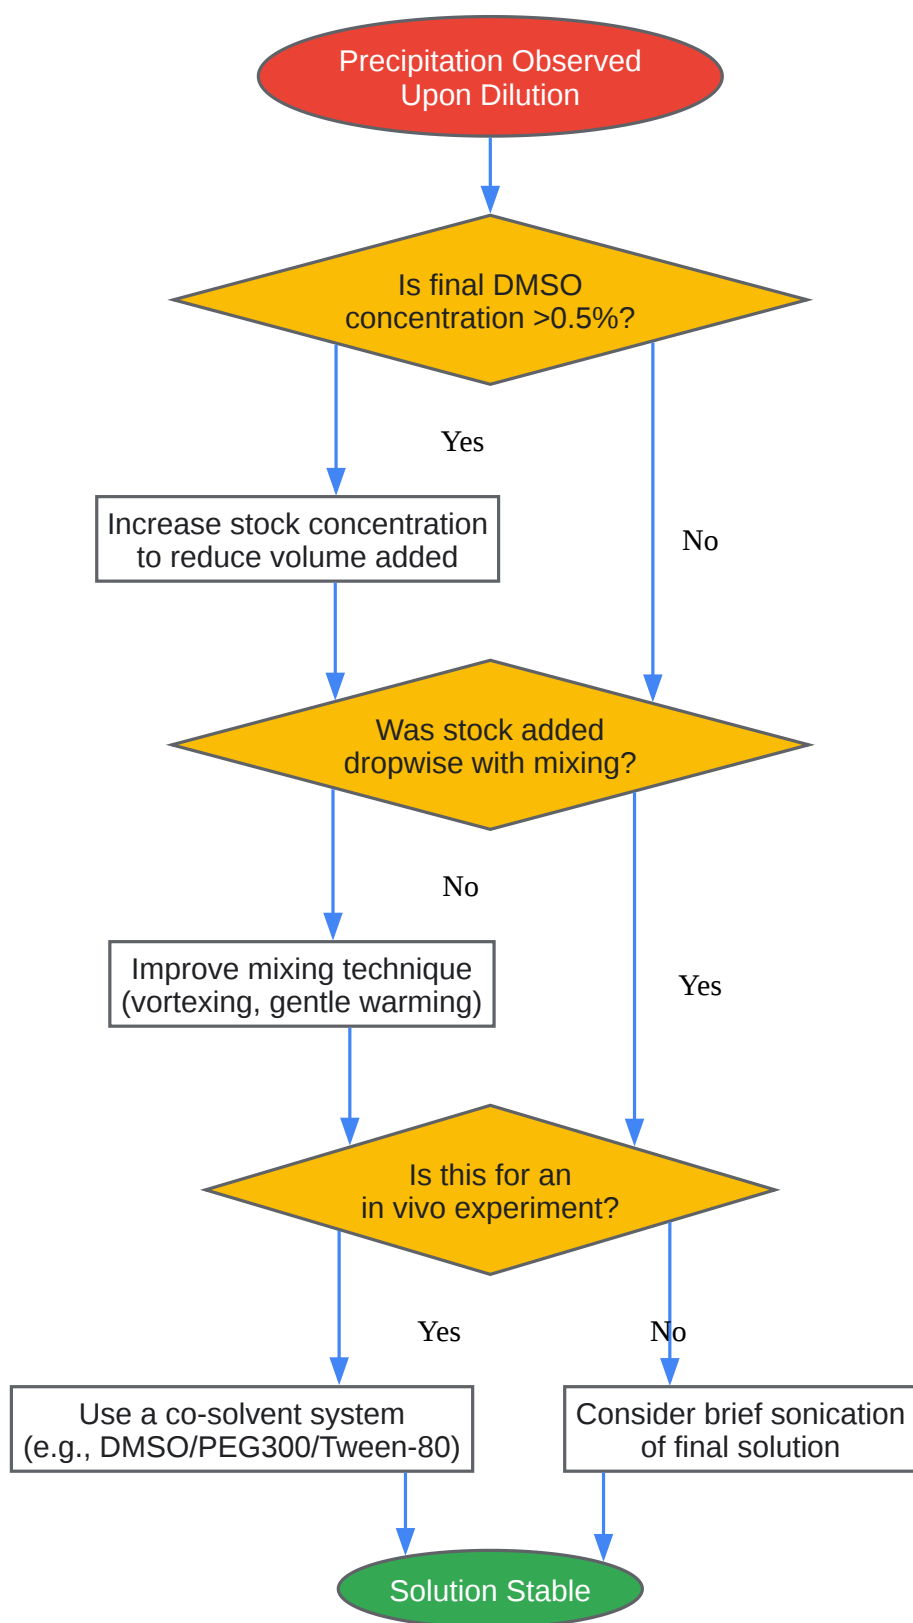 Precipitation Observed
Upon Dilution
Is final DMSO
concentration >0.5%?
Yes
Increase stock concentration
to reduce volume added
No
Was stock added
dropwise with mixing?
No
Improve mixing technique
(vortexing, gentle warming)
Yes
Is this for an
in vivo experiment?
Yes
No
Use a co-solvent system
(e.g., DMSO/PEG300/Tween-80)
Consider brief sonication
of final solution
Solution Stable